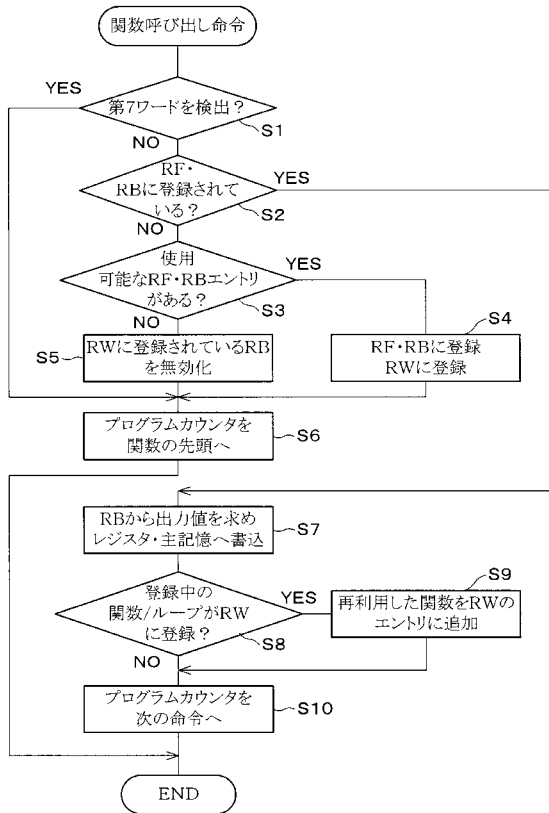 関数呼び出し命令
YES
第7ワードを検出？
S1
NO
RF・
RBに登録されて
いる？
YES
S2
NO
使用
可能なRF・RBエントリ
がある？
YES
S3
NO
S4
RF・RBに登録
RWに登録
S5
RWに登録されているRB
を無効化
プログラムカウンタを
関数の先頭へ
S6
RBから出力値を求め
レジスタ・主記憶へ書込
S7
登録中の
関数/ループがRW
に登録？
YES
S8
S9
再利用した関数をRWの
エントリに追加
NO
プログラムカウンタを
次の命令へ
S10
END